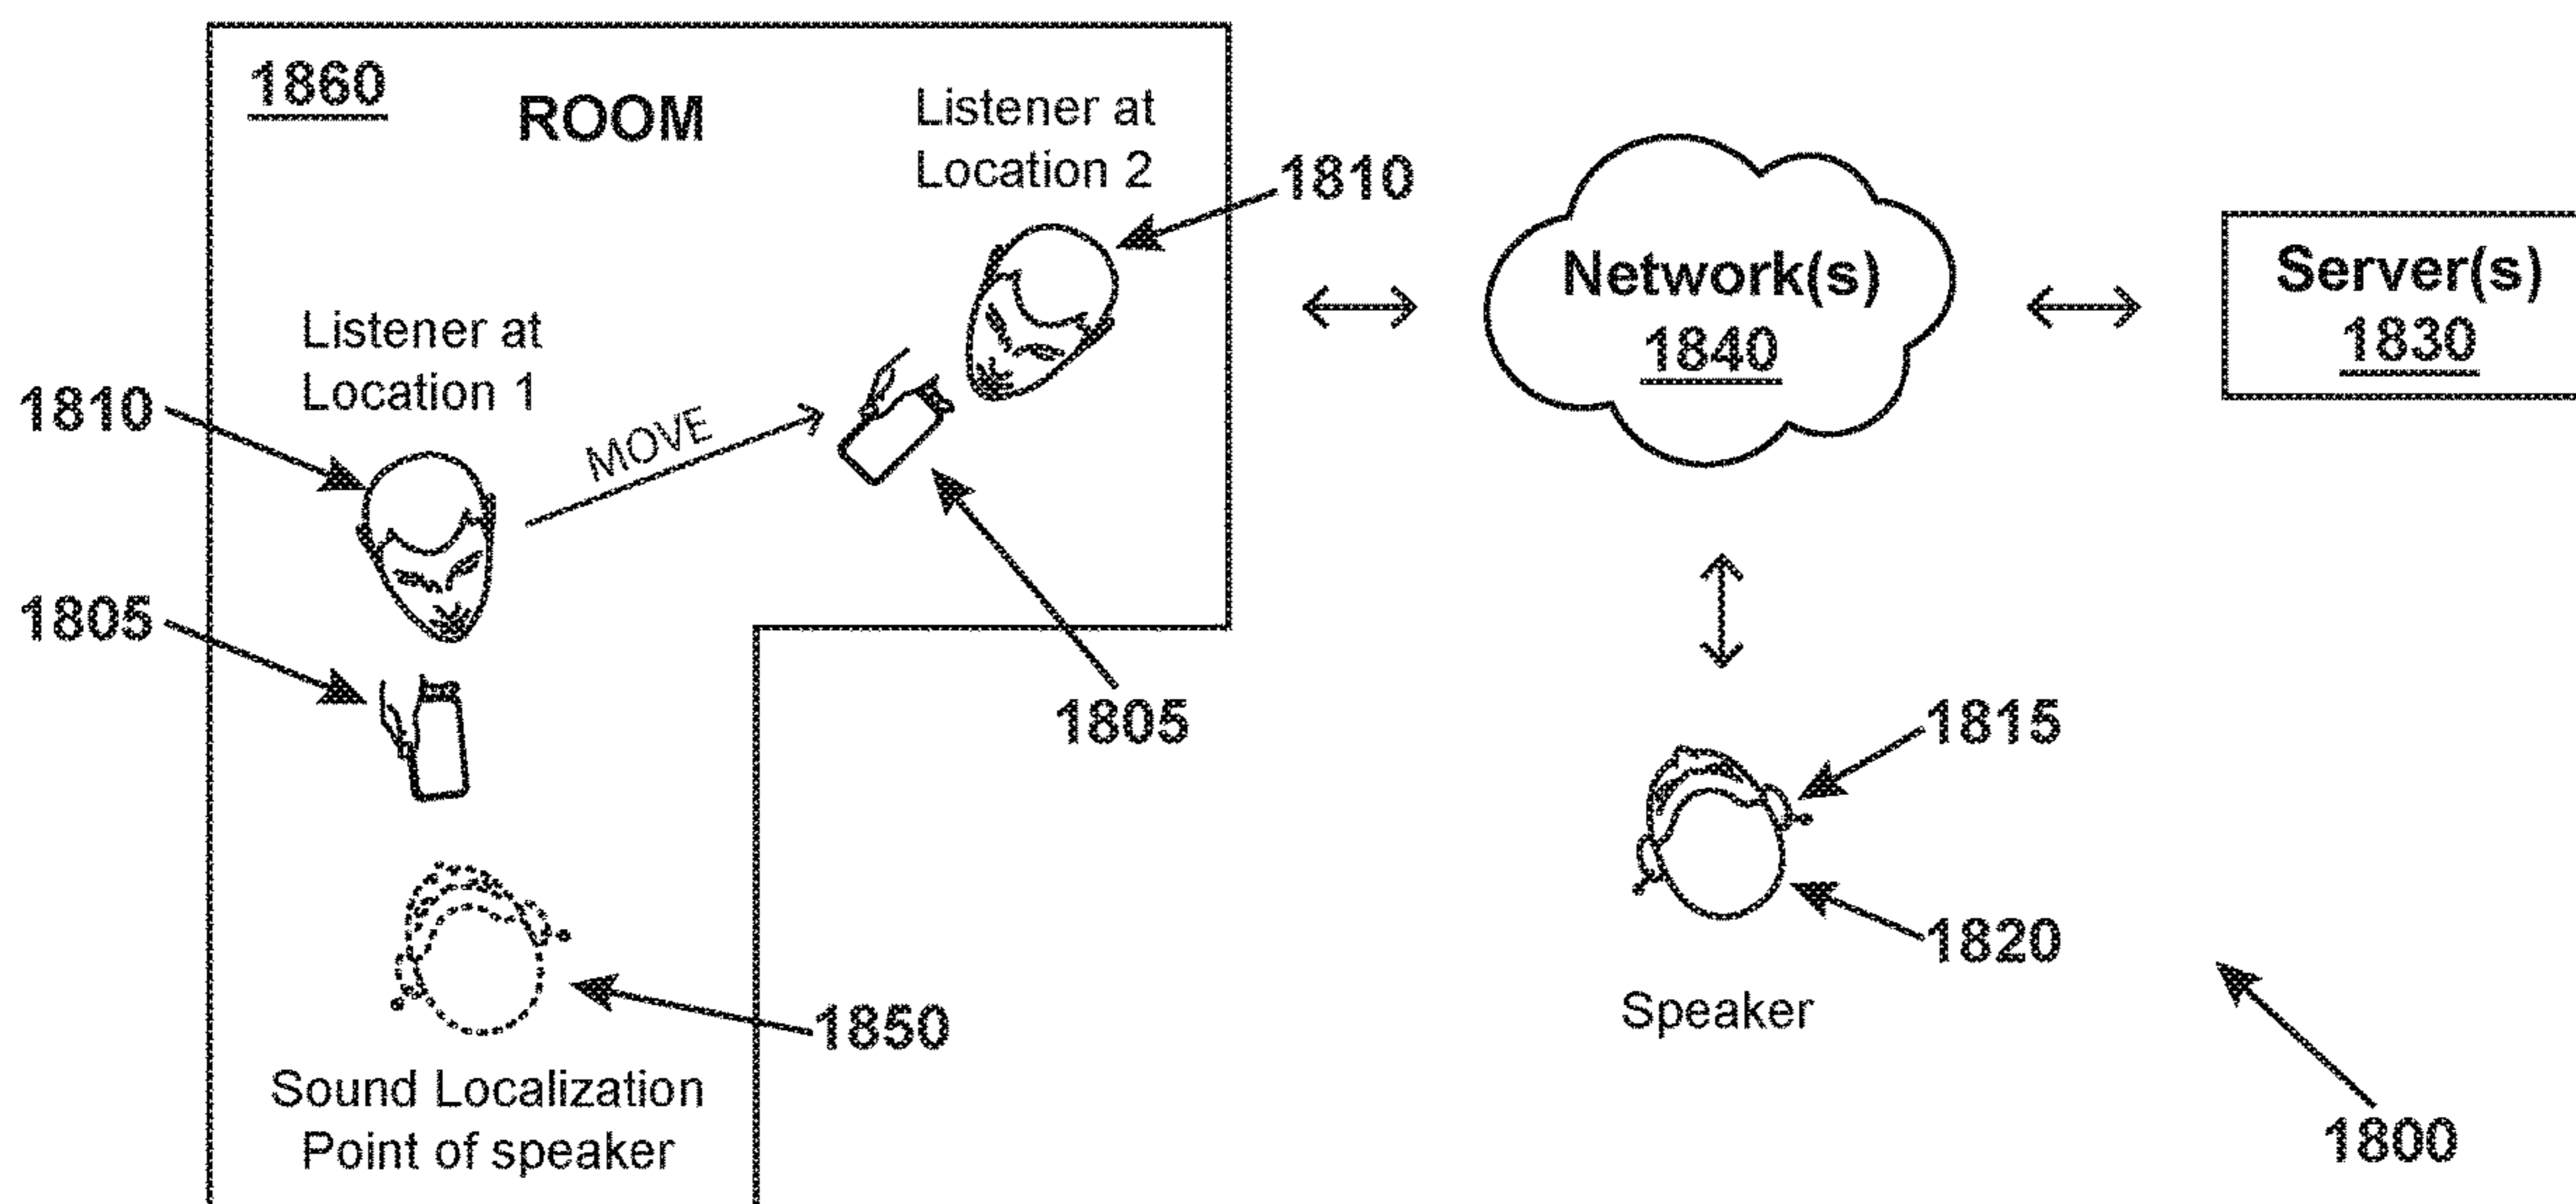 1860
ROOM
Listener at
Location 2
1810
Network(s)
1840
Server(s)
1830
Listener at
Location 1
1810
MOVE
1805
1805
1815
1820
Speaker
1850
Sound Localization
Point of speaker
1800